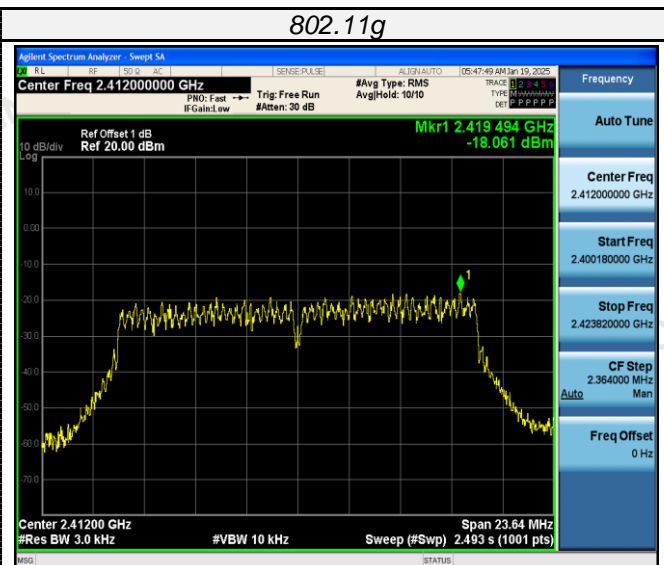 802.11g
Agilent Spectrum Analyzer - Swept SA
RL RF 50 Ω AC SENSE:PULSE ALIGN AUTO 05:47:49 AM Jan 19, 2025
Center Freq 2.412000000 GHz #Avg Type: RMS TRACE 1 2 3 4 5 6
PNO: Fast Trig: Free Run Avg|Hold: 10/10 TYPE M
IFGain:Low #Atten: 30 dB DET P P P P P P
Ref Offset 1 dB Mkr1 2.419 494 GHz
10 dB/div Ref 20.00 dBm -18.061 dBm
Log
10.0
0.00
-10.0
1
-20.0
-30.0
-40.0
-50.0
-60.0
-70.0
Center 2.41200 GHz Span 23.64 MHz
#Res BW 3.0 kHz #VBW 10 kHz Sweep (#Swp) 2.493 s (1001 pts)
MSG STATUS
Frequency
Auto Tune
Center Freq
2.412000000 GHz
Start Freq
2.400180000 GHz
Stop Freq
2.423820000 GHz
CF Step
2.364000 MHz
Auto Man
Freq Offset
0 Hz